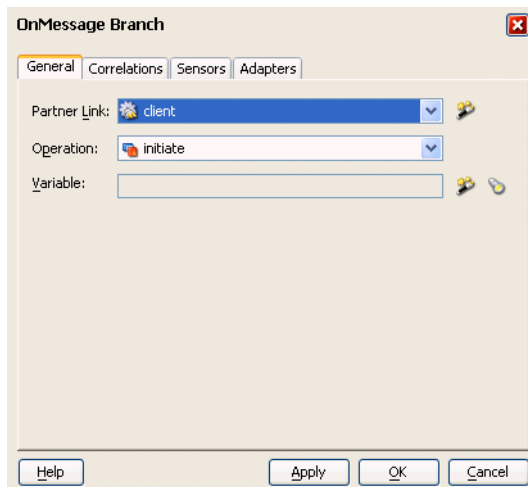 OnMessage Branch
General Correlations Sensors Adapters
Partner Link: client
Operation: initiate
Variable:
Help Apply OK Cancel